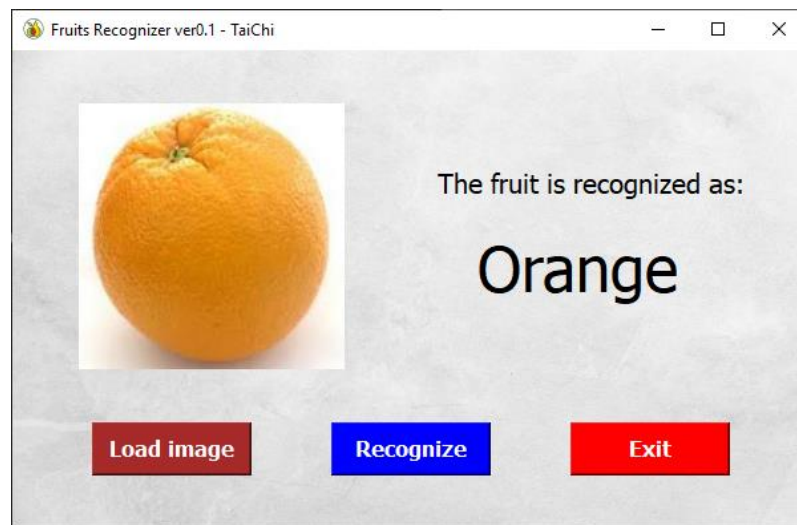 Fruits Recognizer ver0.1 - TaiChi
The fruit is recognized as:
Orange
Load image
Recognize
Exit